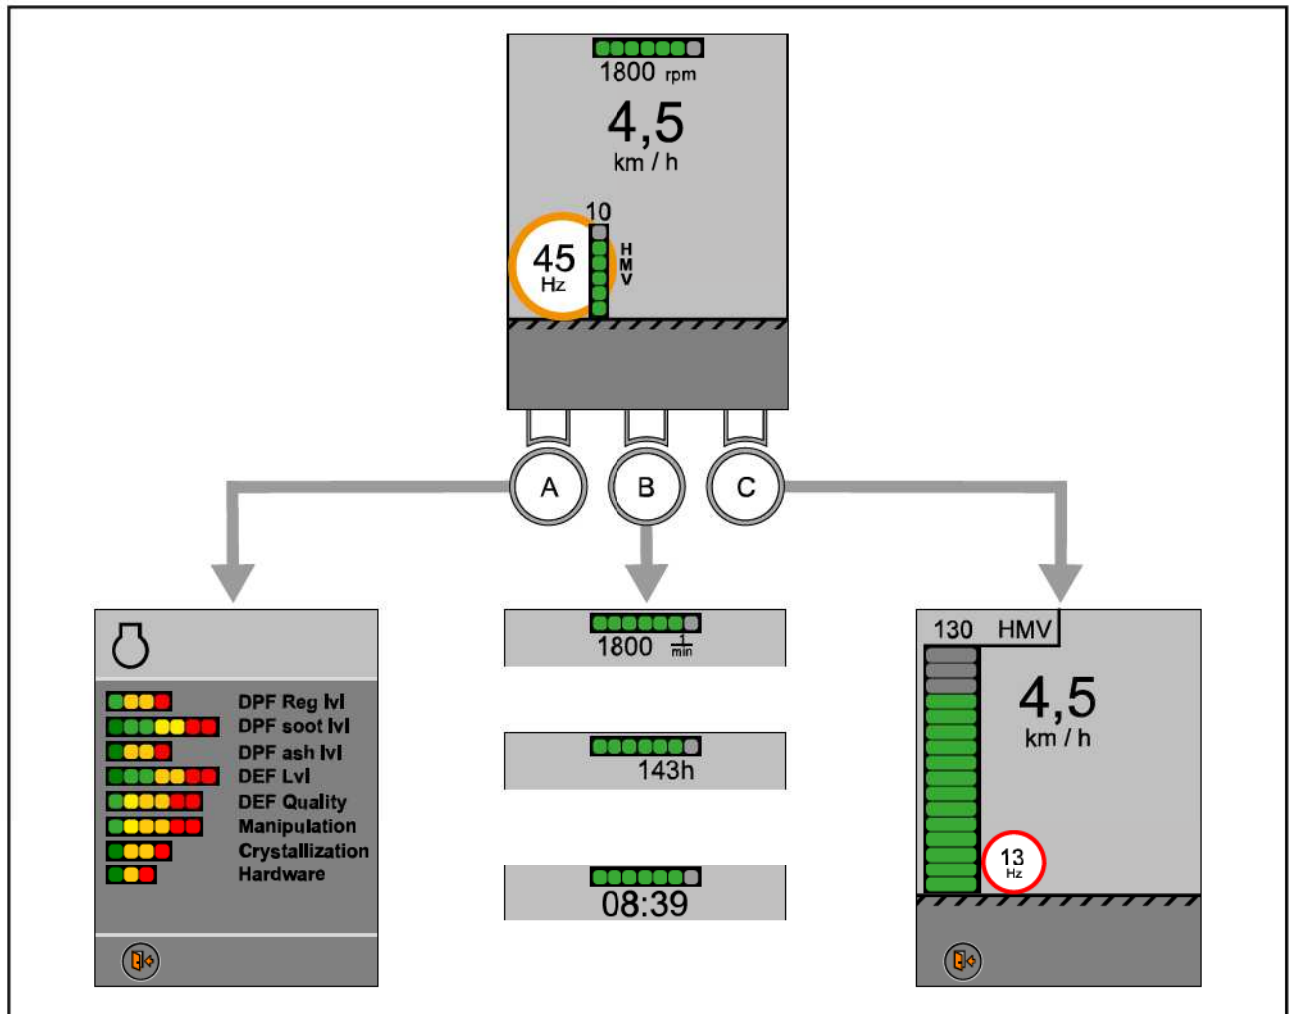 1800 rpm
4,5
km / h
10
45
Hz
H
M
V
A
B
C
DPF Reg lvl
DPF soot lvl
DPF ash lvl
DEF Lvl
DEF Quality
Manipulation
Crystallization
Hardware
1800 1/min
143h
08:39
130 HMV
4,5
km / h
13
Hz